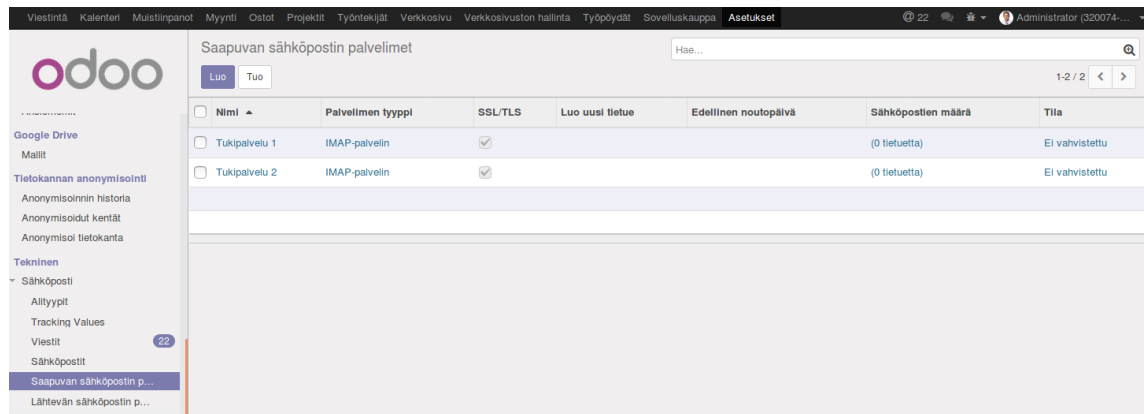 Viestintä Kalenteri Muistiinpanot Myynti Ostot Projektit Työntekijät Verkkosivu Verkkosivuston hallinta Työpöydät Sovelluskauppa Asetukset @ 22 Administrator (320074-...
odoo
Saapuvan sähköpostin palvelimet
Hae...
Luo Tuo
1-2 / 2
Nimi Palvelimen tyyppi SSL/TLS Luo uusi tietue Edellinen noutopäivä Sähköpostien määrä Tila
Tukipalvelu 1 IMAP-palvelin (0 tietuetta) Ei vahvistettu
Tukipalvelu 2 IMAP-palvelin (0 tietuetta) Ei vahvistettu
Google Drive
Mallit
Tietokannan anonymisointi
Anonymisoinnin historia
Anonymisoidut kentät
Anonymisoi tietokanta
Tekninen
Sähköposti
Alityypit
Tracking Values
Viestit 22
Sähköpostit
Saapuvan sähköpostin p...
Lähtevän sähköpostin p...